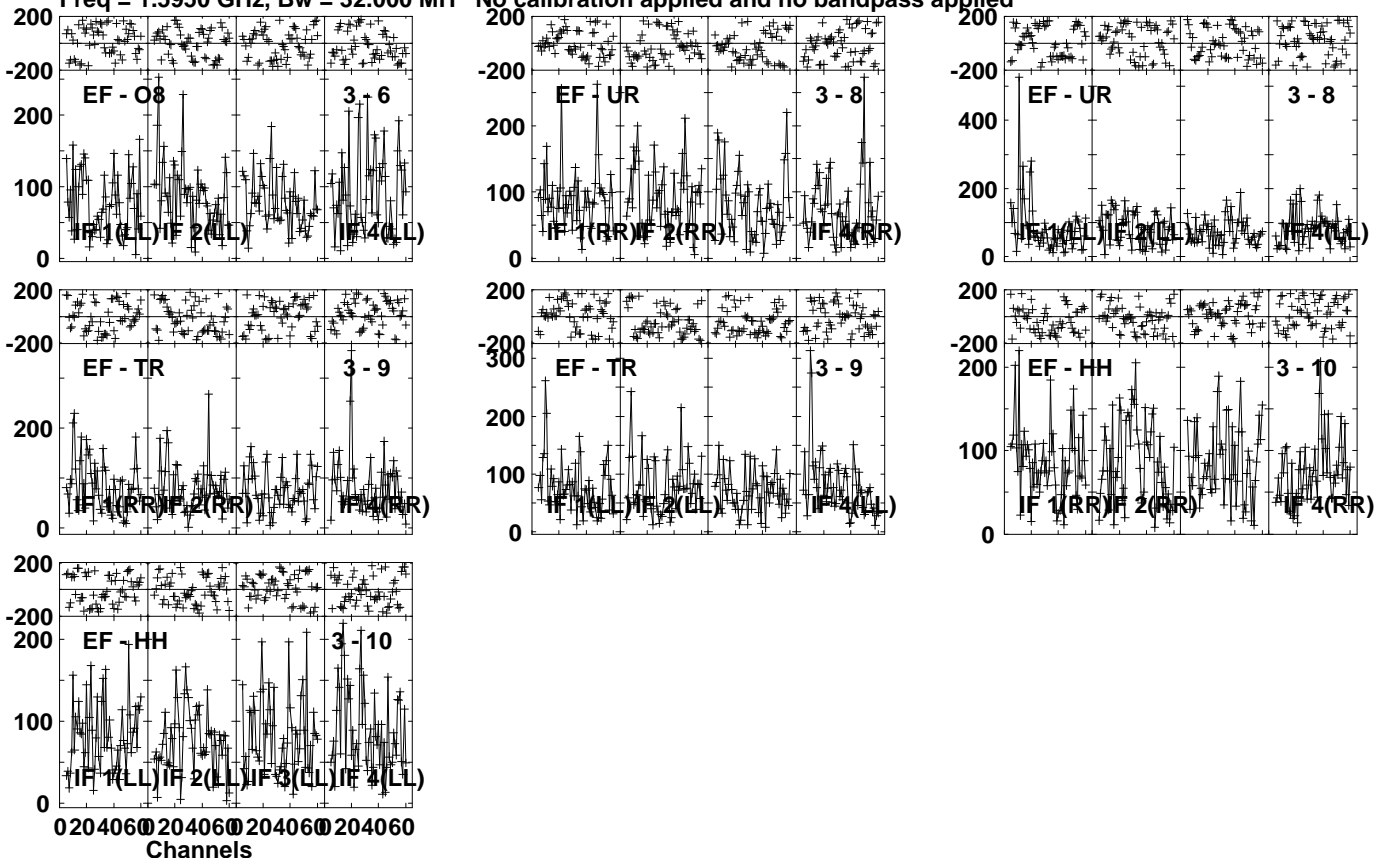 Freq = 1.5950 GHz, Bw = 32.000 MH No calibration applied and no bandpass applied
200
-200
200
100
0
EF - O8
3 - 6
IF 1(LL)
IF 2(LL)
IF 4(LL)
200
-200
200
100
0
EF - UR
3 - 8
IF 1(RR)
IF 2(RR)
IF 4(RR)
200
-200
400
200
0
EF - UR
3 - 8
IF 1(LL)
IF 2(LL)
IF 4(LL)
200
-200
200
0
EF - TR
3 - 9
IF 1(RR)
IF 2(RR)
IF 4(RR)
200
-200
300
200
100
0
EF - TR
3 - 9
IF 1(LL)
IF 2(LL)
IF 4(LL)
200
-200
200
100
0
EF - HH
3 - 10
IF 1(RR)
IF 2(RR)
IF 4(RR)
200
-200
200
100
0
EF - HH
3 - 10
IF 1(LL)
IF 2(LL)
IF 3(LL)
IF 4(LL)
0 20 40 60 0 20 40 60 0 20 40 60 0 20 40 60
Channels